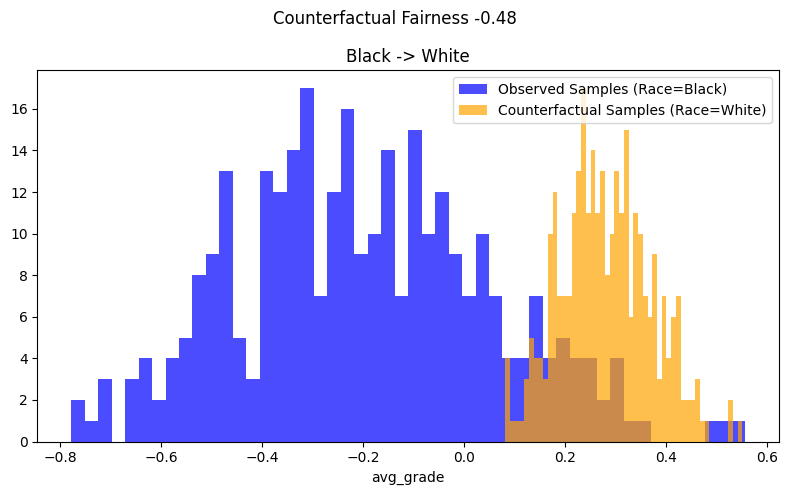 Counterfactual Fairness -0.48
Black -> White
Observed Samples (Race=Black)
Counterfactual Samples (Race=White)
16
14
12
10
8
6
4
2
0
−0.8 −0.6 −0.4 −0.2 0.0 0.2 0.4 0.6
avg_grade